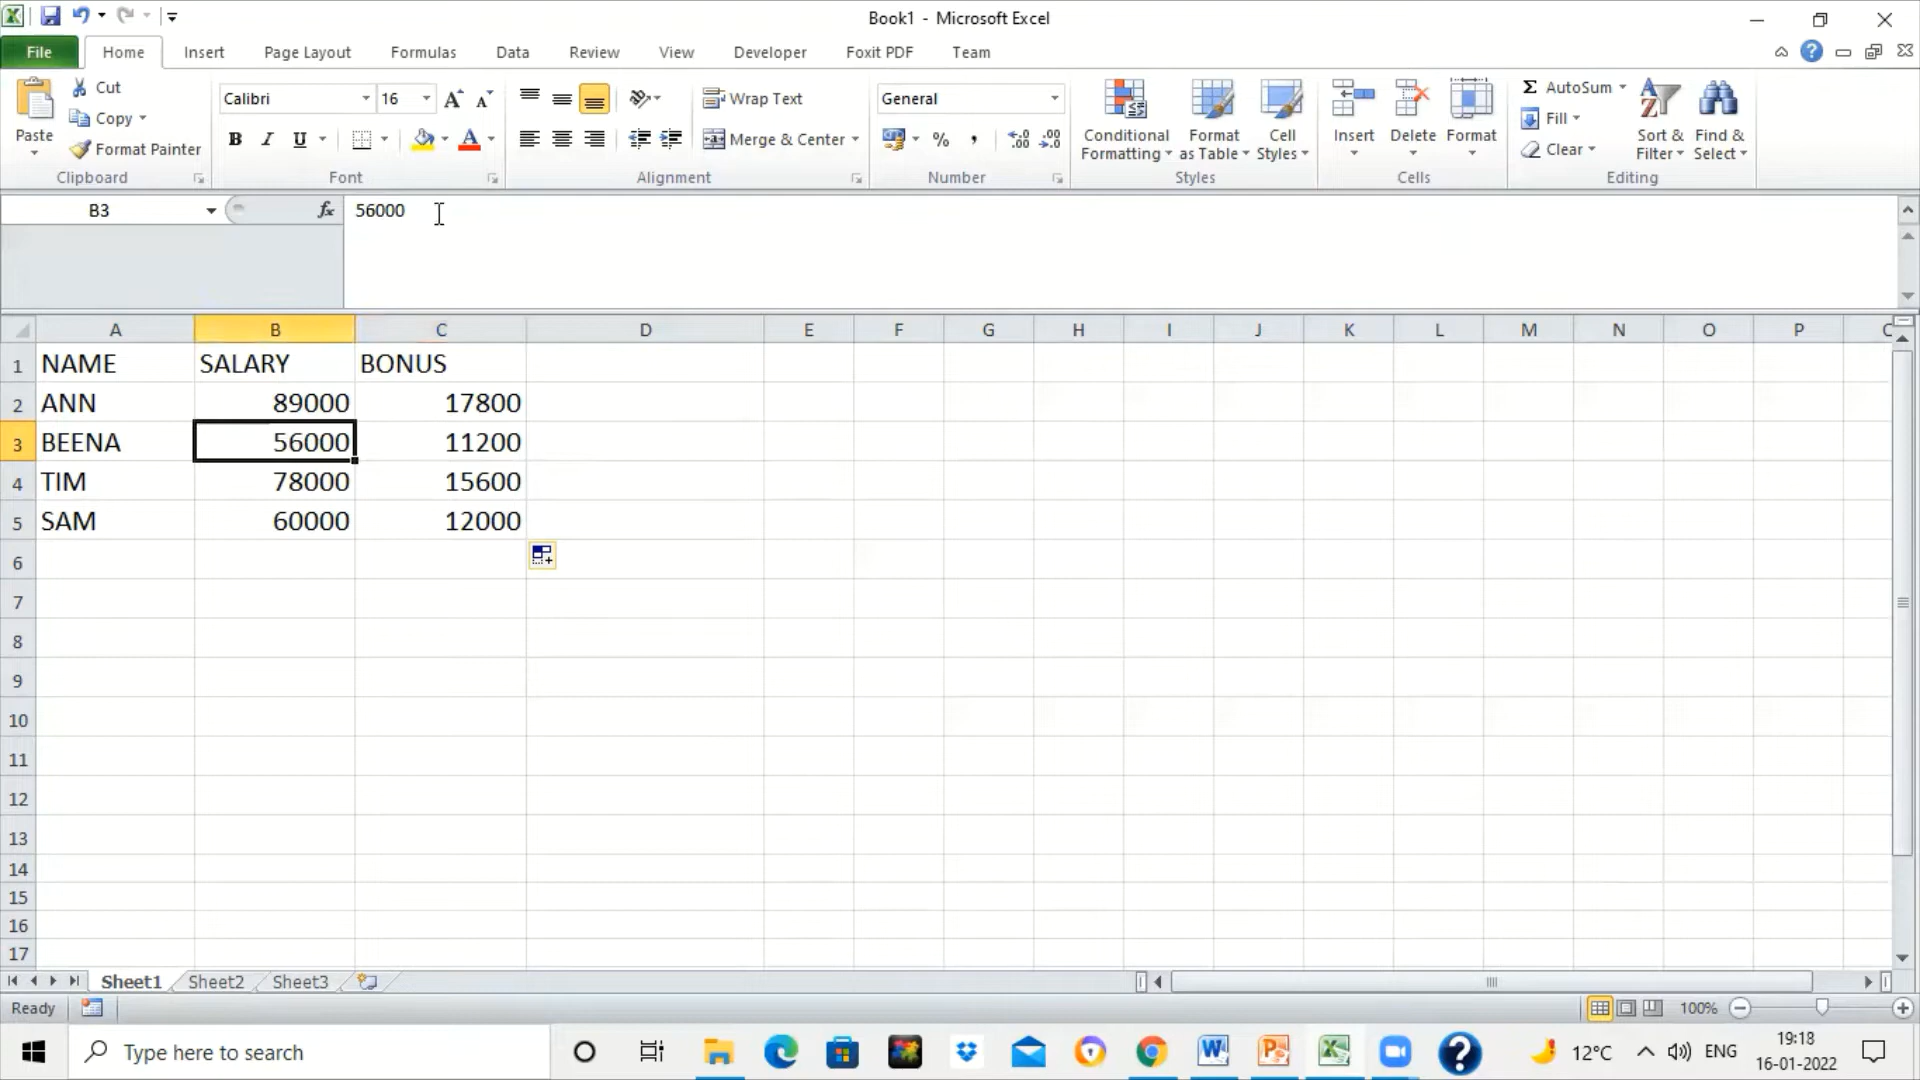 Book1 - Microsoft Excel
File Home Insert Page Layout Formulas Data Review View Developer Foxit PDF Team
Paste
Cut
Copy
Format Painter
Clipboard
Calibri 16
B I U A
Font
Wrap Text
Merge & Center
Alignment
General
% ,
Number
Conditional Formatting
Format as Table
Cell Styles
Styles
Insert Delete Format
Cells
Σ AutoSum
Fill
Clear
Sort & Filter
Find & Select
Editing
B3 fx 56000
A B C D E F G H I J K L M N O P
1 NAME SALARY BONUS
2 ANN 89000 17800
3 BEENA 56000 11200
4 TIM 78000 15600
5 SAM 60000 12000
6
7
8
9
10
11
12
13
14
15
16
17
Sheet1 Sheet2 Sheet3
Ready 100%
Type here to search
12°C ENG
19:18
16-01-2022